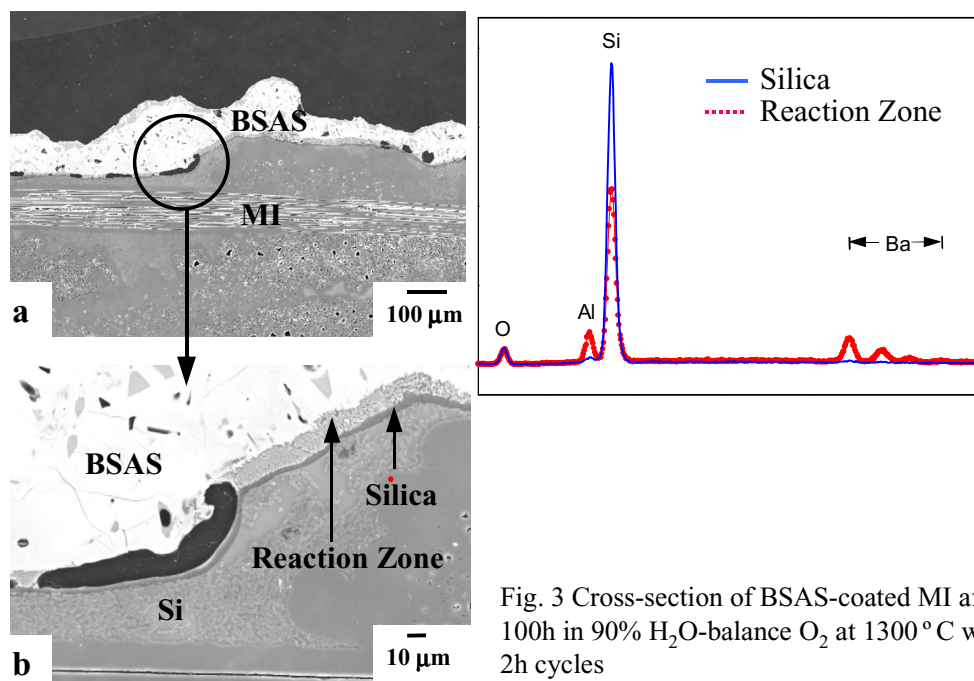 BSAS
MI
a
100 μm
BSAS
Silica
Reaction Zone
Si
10 μm
b
Si
Silica
Reaction Zone
Ba
Al
O
Fig. 3 Cross-section of BSAS-coated MI
100h in 90% H₂O-balance O₂ at 1300 °C
2h cycles